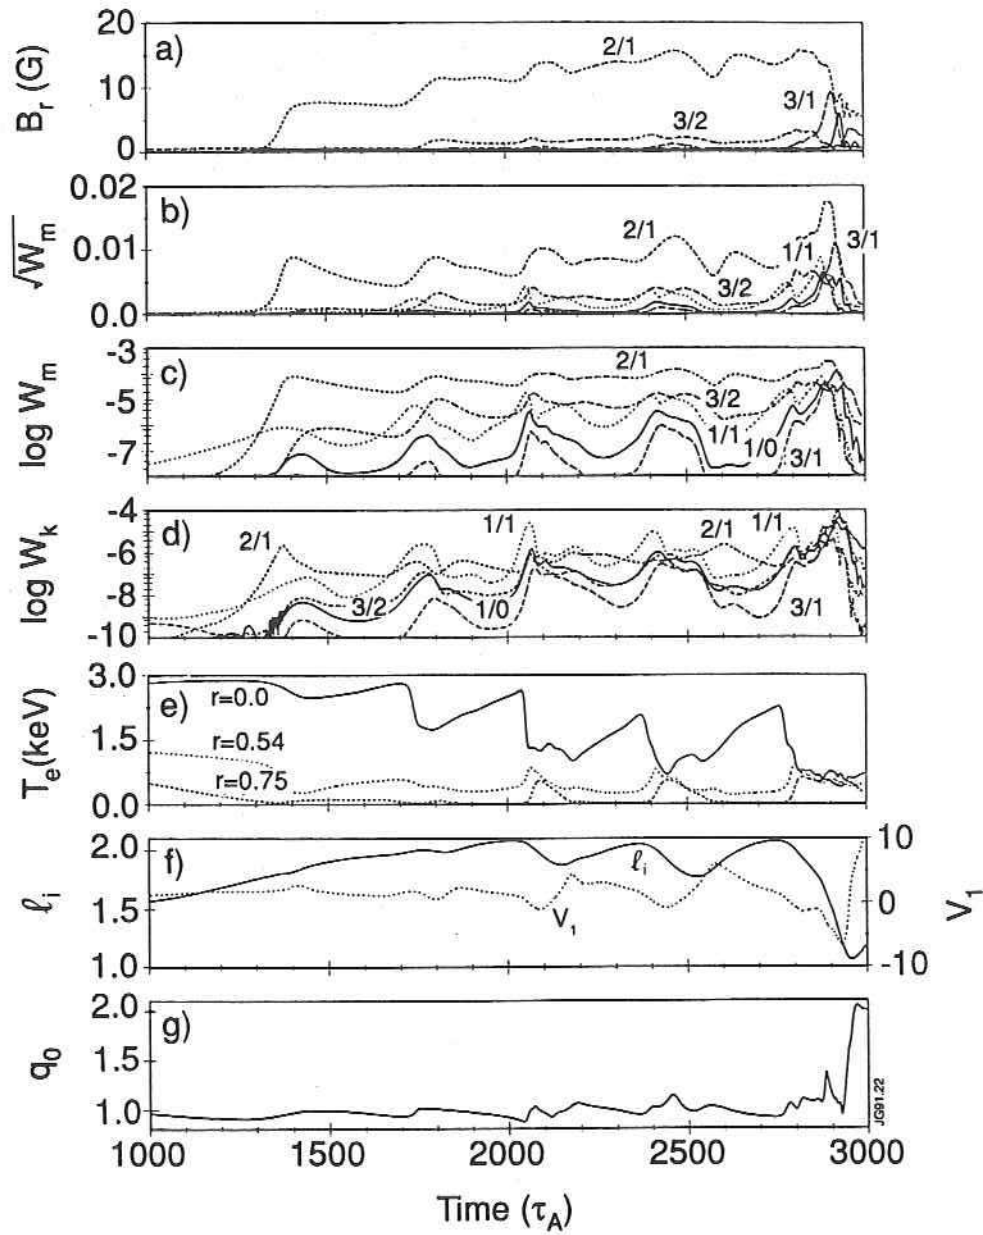 a)
B_r (G)
20
10
0
2/1
3/1
3/2
b)
√W_m
0.02
0.01
0.0
2/1
3/1
1/1
3/2
c)
log W_m
-3
-5
-7
2/1
3/2
1/1
1/0
3/1
d)
log W_k
-4
-6
-8
-10
2/1
1/1
2/1
1/1
3/2
1/0
3/1
e)
T_e(keV)
3.0
1.5
0.0
r=0.0
r=0.54
r=0.75
f)
ℓ_i
2.0
1.5
1.0
ℓ_i
V_1
10
0
-10
V_1
g)
q_0
2.0
1.5
1.0
JG91.22
1000 1500 2000 2500 3000
Time (τ_A)